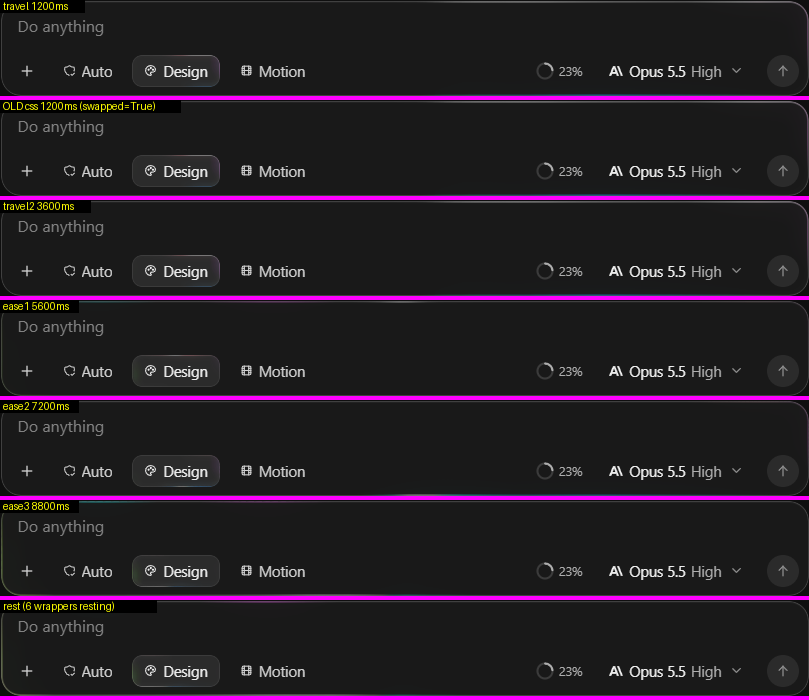 travel 1200ms
Do anything
Auto Design Motion 23% A\ Opus 5.5 High
OLD css 1200ms (swapped=True)
Do anything
Auto Design Motion 23% A\ Opus 5.5 High
travel2 3600ms
Do anything
Auto Design Motion 23% A\ Opus 5.5 High
ease1 5600ms
Do anything
Auto Design Motion 23% A\ Opus 5.5 High
ease2 7200ms
Do anything
Auto Design Motion 23% A\ Opus 5.5 High
ease3 8800ms
Do anything
Auto Design Motion 23% A\ Opus 5.5 High
rest (6 wrappers resting)
Do anything
Auto Design Motion 23% A\ Opus 5.5 High